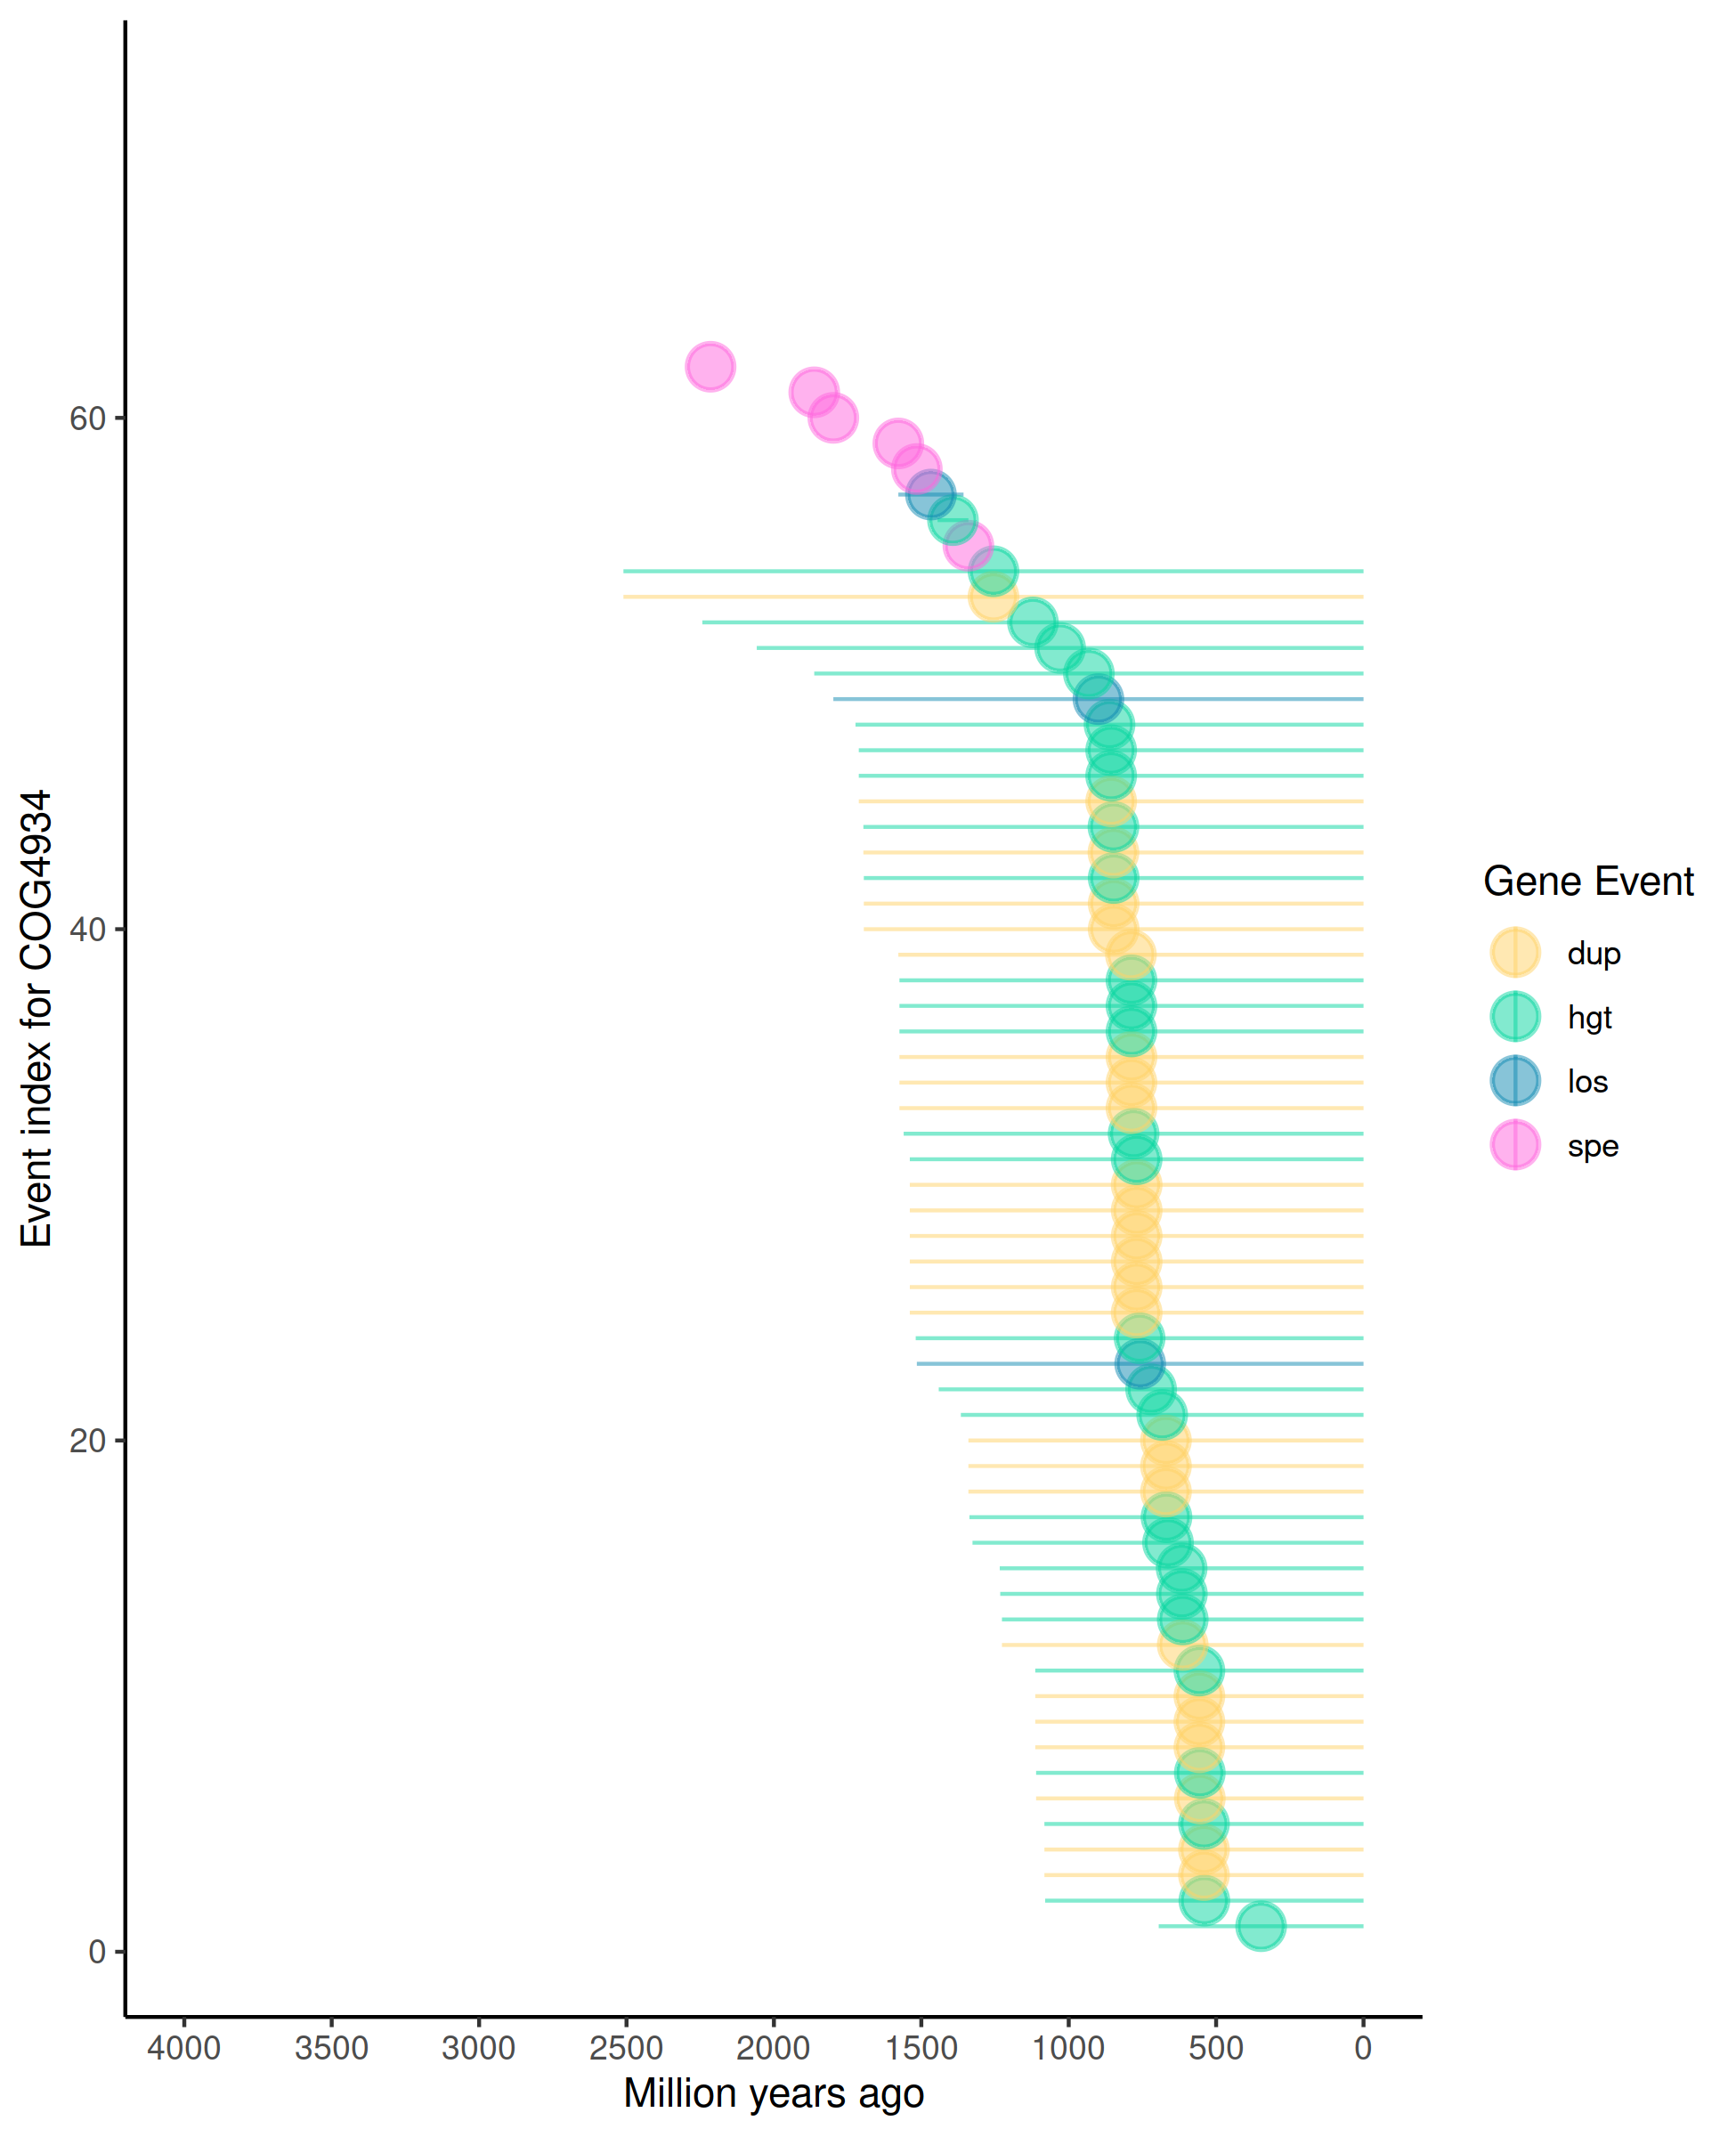 Event index for COG4934
60
40
20
0
4000 3500 3000 2500 2000 1500 1000 500 0
Million years ago
Gene Event
dup
hgt
los
spe